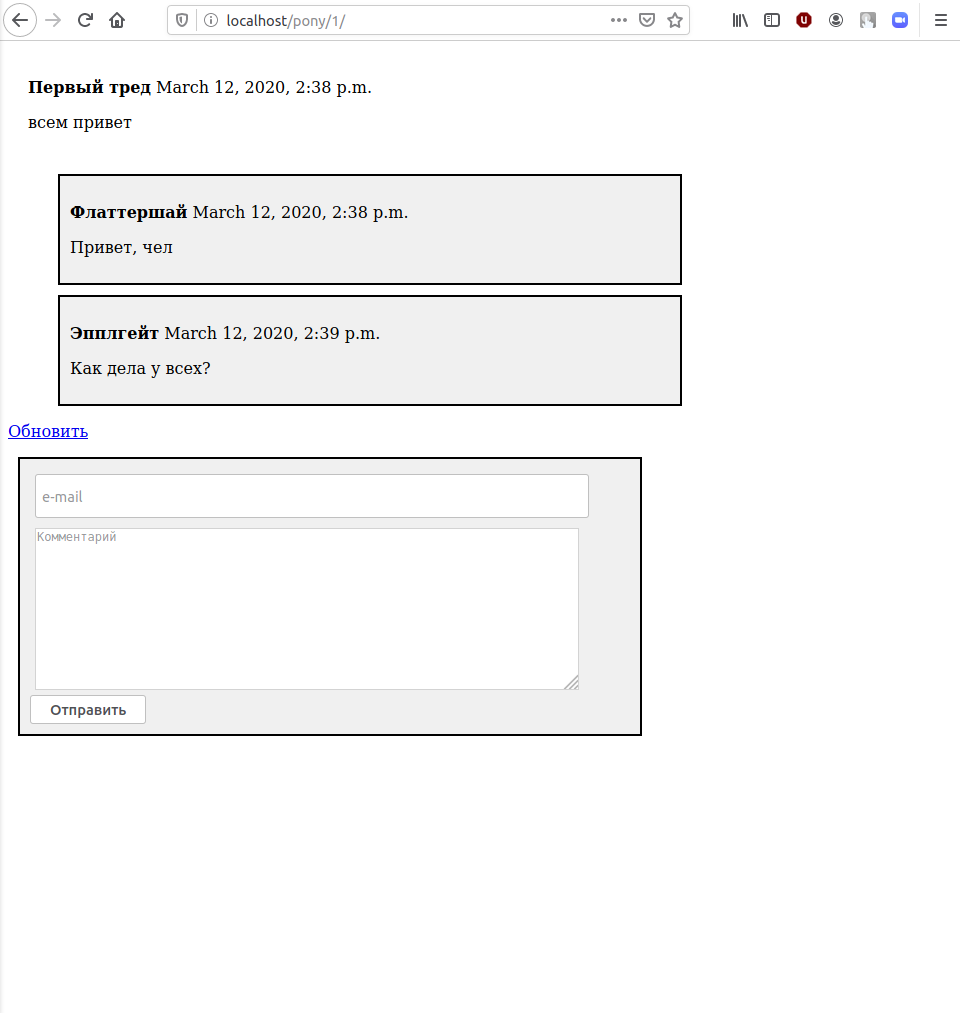 localhost/pony/1/
Первый тред March 12, 2020, 2:38 p.m.
всем привет
Флаттершай March 12, 2020, 2:38 p.m.
Привет, чел
Эпплгейт March 12, 2020, 2:39 p.m.
Как дела у всех?
Обновить
e-mail
Комментарий
Отправить